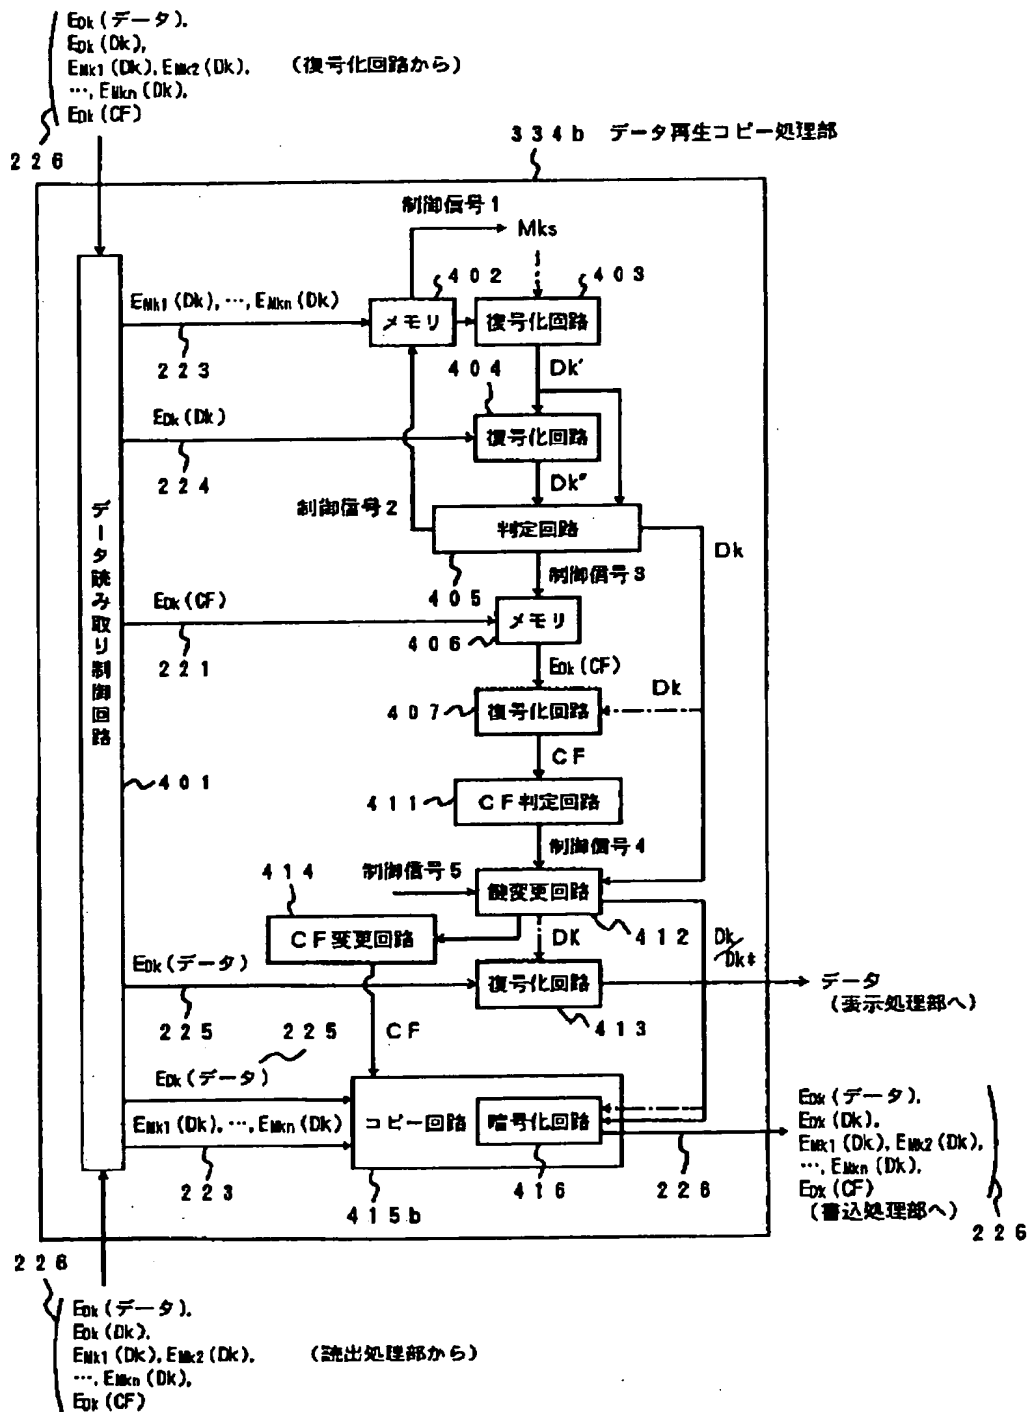 EDk(データ).
EDk(Dk),
EMk1(Dk), EMk2(Dk), (復号化回路から)
…, EMkn(Dk),
EDk(CF)
226
334b データ再生コピー処理部
制御信号1
Mks
402
403
EMk1(Dk), …, EMkn(Dk)
メモリ
復号化回路
223
404
Dk'
EDk(Dk)
復号化回路
224
Dk"
制御信号2
判定回路
Dk
制御信号3
405
EDk(CF)
メモリ
221
406
EDk(CF)
Dk
データ読み取り制御回路
407
復号化回路
CF
401
411
CF判定回路
制御信号4
414
制御信号5
鍵変更回路
412
DK
Dk/Dk‡
CF変更回路
EDk(データ)
復号化回路
データ
(表示処理部へ)
225
225
CF
413
EDk(データ)
EMk1(Dk), …, EMkn(Dk)
コピー回路
暗号化回路
EDk(データ),
EDk(Dk),
EMk1(Dk), EMk2(Dk),
…, EMkn(Dk),
EDk(CF)
(書込処理部へ)
223
415b
416
226
226
226
EDk(データ).
EDk(Dk),
EMk1(Dk), EMk2(Dk), (読出処理部から)
…, EMkn(Dk),
EDk(CF)